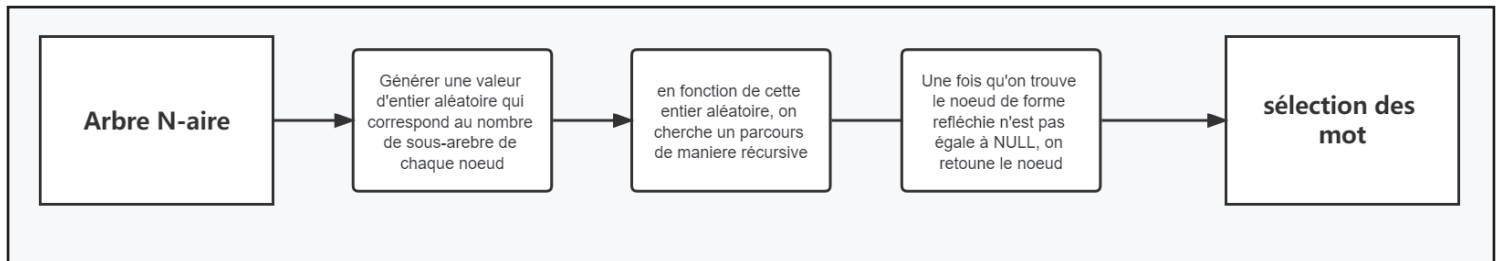 Arbre N-aire
Générer une valeur
d'entier aléatoire qui
correspond au nombre
de sous-arebre de
chaque noeud
en fonction de cette
entier aléatoire, on
cherche un parcours
de maniere récursive
Une fois qu'on trouve
le noeud de forme
refléchie n'est pas
égale à NULL, on
retoune le noeud
sélection des
mot